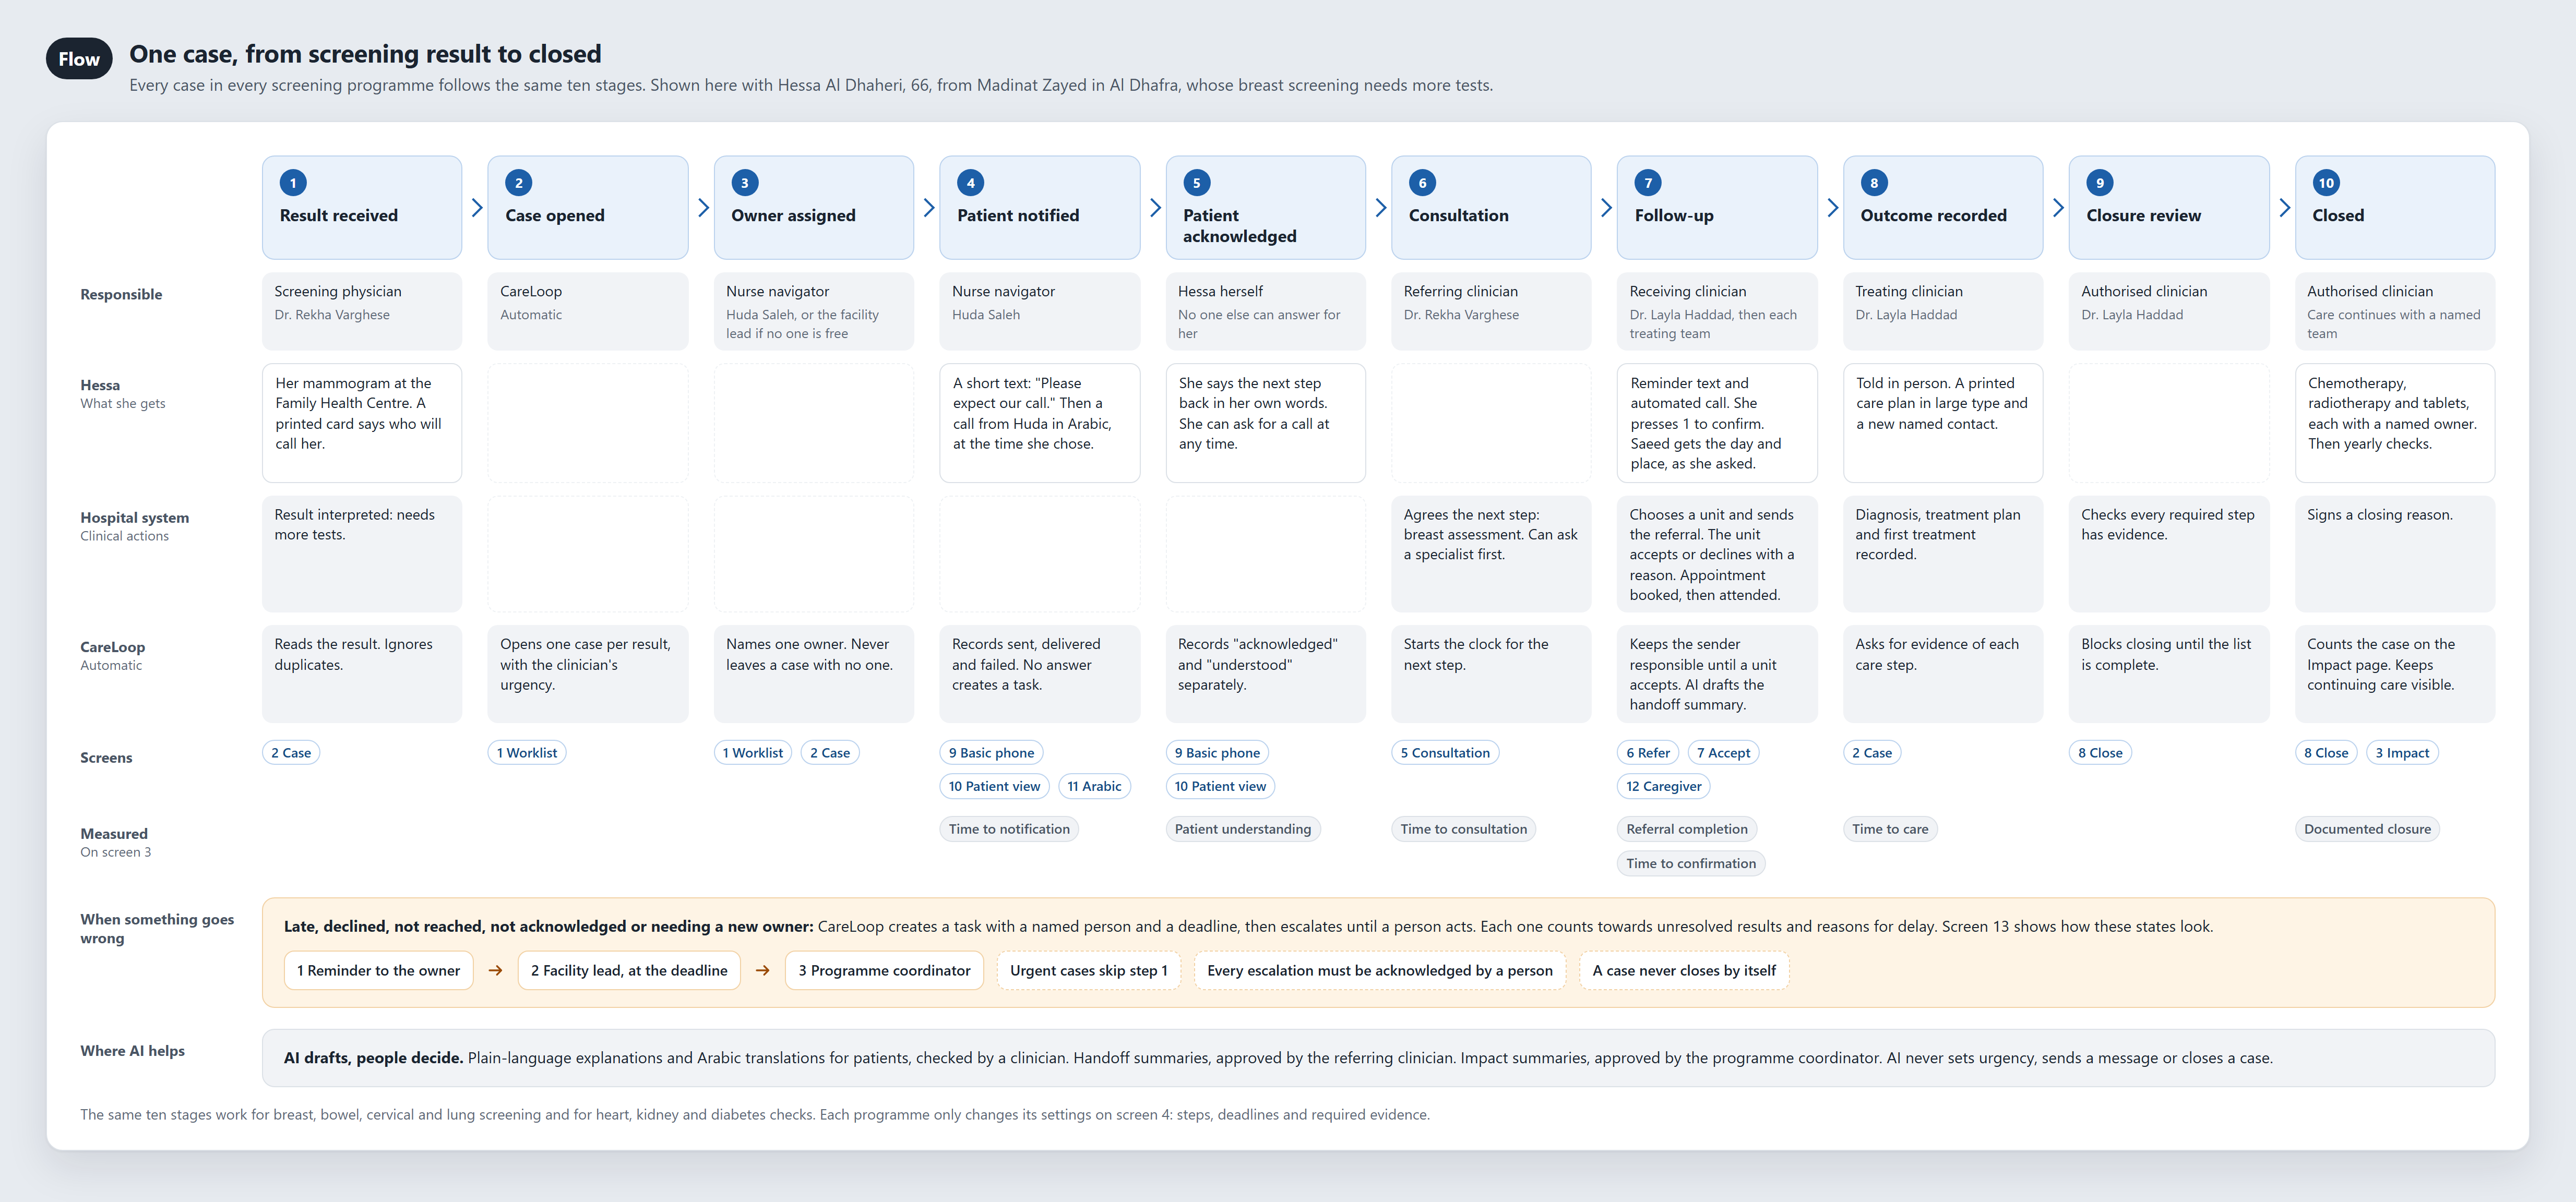 Flow
One case, from screening result to closed
Every case in every screening programme follows the same ten stages. Shown here with Hessa Al Dhaheri, 66, from Madinat Zayed in Al Dhafra, whose breast screening needs more tests.
1
Result received
2
Case opened
3
Owner assigned
4
Patient notified
5
Patient
acknowledged
6
Consultation
7
Follow-up
8
Outcome recorded
9
Closure review
10
Closed
Responsible
Screening physician
Dr. Rekha Varghese
CareLoop
Automatic
Nurse navigator
Huda Saleh, or the facility
lead if no one is free
Nurse navigator
Huda Saleh
Hessa herself
No one else can answer for
her
Referring clinician
Dr. Rekha Varghese
Receiving clinician
Dr. Layla Haddad, then each
treating team
Treating clinician
Dr. Layla Haddad
Authorised clinician
Dr. Layla Haddad
Authorised clinician
Care continues with a named
team
Hessa
What she gets
Her mammogram at the
Family Health Centre. A
printed card says who will
call her.
A short text: "Please
expect our call." Then a
call from Huda in Arabic,
at the time she chose.
She says the next step
back in her own words.
She can ask for a call at
any time.
Reminder text and
automated call. She
presses 1 to confirm.
Saeed gets the day and
place, as she asked.
Told in person. A printed
care plan in large type and
a new named contact.
Chemotherapy,
radiotherapy and tablets,
each with a named owner.
Then yearly checks.
Hospital system
Clinical actions
Result interpreted: needs
more tests.
Agrees the next step:
breast assessment. Can ask
a specialist first.
Chooses a unit and sends
the referral. The unit
accepts or declines with a
reason. Appointment
booked, then attended.
Diagnosis, treatment plan
and first treatment
recorded.
Checks every required step
has evidence.
Signs a closing reason.
CareLoop
Automatic
Reads the result. Ignores
duplicates.
Opens one case per result,
with the clinician's
urgency.
Names one owner. Never
leaves a case with no one.
Records sent, delivered
and failed. No answer
creates a task.
Records "acknowledged"
and "understood"
separately.
Starts the clock for the
next step.
Keeps the sender
responsible until a unit
accepts. AI drafts the
handoff summary.
Asks for evidence of each
care step.
Blocks closing until the list
is complete.
Counts the case on the
Impact page. Keeps
continuing care visible.
Screens
2 Case
1 Worklist
1 Worklist 2 Case
9 Basic phone
10 Patient view 11 Arabic
9 Basic phone
10 Patient view
5 Consultation
6 Refer 7 Accept
12 Caregiver
2 Case
8 Close
8 Close 3 Impact
Measured
On screen 3
Time to notification
Patient understanding
Time to consultation
Referral completion
Time to confirmation
Time to care
Documented closure
When something goes
wrong
Late, declined, not reached, not acknowledged or needing a new owner: CareLoop creates a task with a named person and a deadline, then escalates until a person acts. Each one counts towards unresolved results and reasons for delay. Screen 13 shows how these states look.
1 Reminder to the owner → 2 Facility lead, at the deadline → 3 Programme coordinator Urgent cases skip step 1 Every escalation must be acknowledged by a person A case never closes by itself
Where AI helps
AI drafts, people decide. Plain-language explanations and Arabic translations for patients, checked by a clinician. Handoff summaries, approved by the referring clinician. Impact summaries, approved by the programme coordinator. AI never sets urgency, sends a message or closes a case.
The same ten stages work for breast, bowel, cervical and lung screening and for heart, kidney and diabetes checks. Each programme only changes its settings on screen 4: steps, deadlines and required evidence.